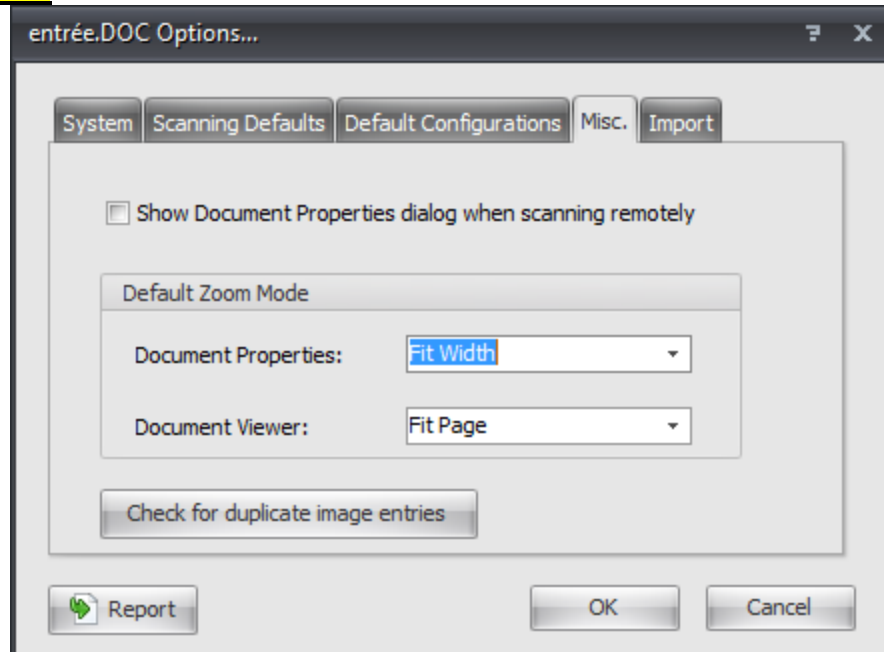 entrée.DOC Options...
System Scanning Defaults Default Configurations Misc. Import
Show Document Properties dialog when scanning remotely
Default Zoom Mode
Document Properties: Fit Width
Document Viewer: Fit Page
Check for duplicate image entries
Report OK Cancel